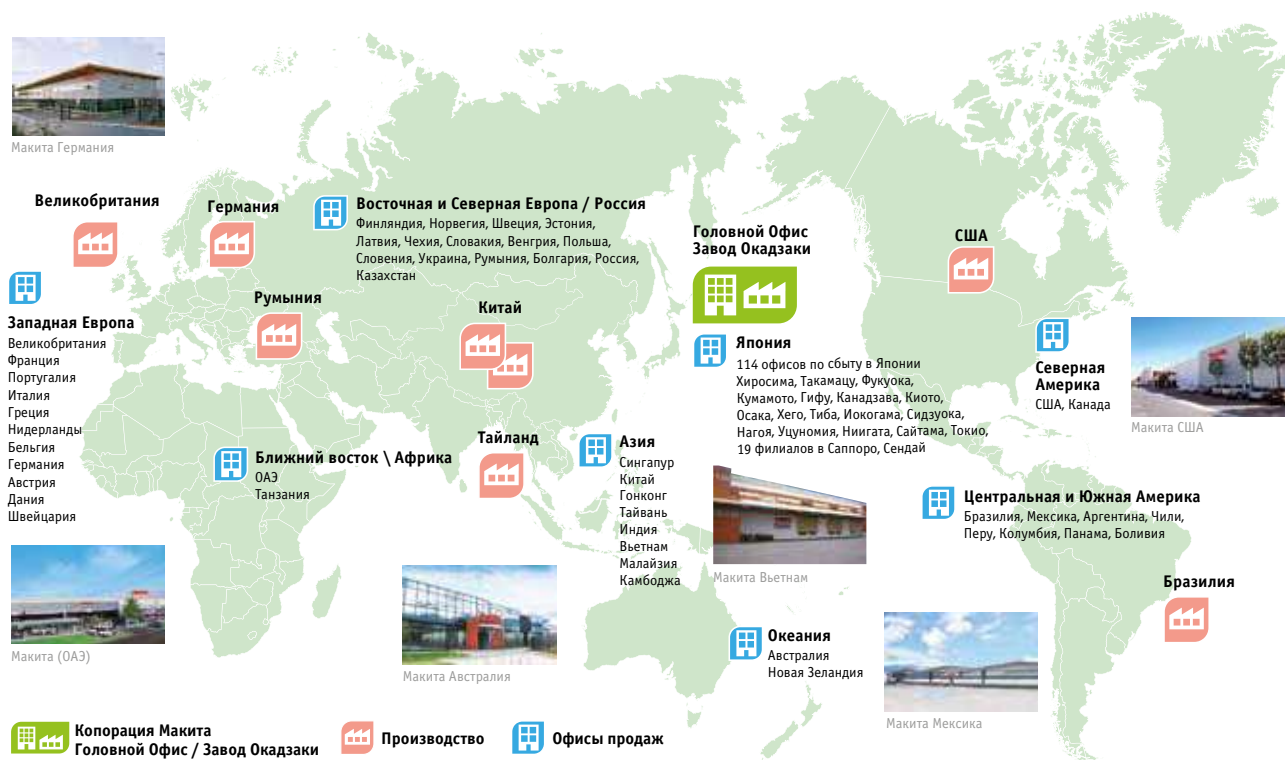 Макита Германия
Великобритания
Германия
Восточная и Северная Европа / Россия
Финляндия, Норвегия, Швеция, Эстония,
Латвия, Чехия, Словакия, Венгрия, Польша,
Словения, Украина, Румыния, Болгария, Россия,
Казахстан
Головной Офис
Завод Окадзаки
США
Западная Европа
Великобритания
Франция
Португалия
Италия
Греция
Нидерланды
Бельгия
Германия
Австрия
Дания
Швейцария
Румыния
Китай
Япония
114 офисов по сбыту в Японии
Хиросима, Такамацу, Фукуока,
Кумамото, Гифу, Канадзава, Киото,
Осака, Хего, Тиба, Иокогама, Сидзуока,
Нагоя, Уцуномия, Ниигата, Сайтама, Токио,
19 филиалов в Саппоро, Сендай
Северная
Америка
США, Канада
Макита США
Ближний восток \ Африка
ОАЭ
Танзания
Тайланд
Азия
Сингапур
Китай
Гонконг
Тайвань
Индия
Вьетнам
Малайзия
Камбоджа
Макита Вьетнам
Центральная и Южная Америка
Бразилия, Мексика, Аргентина, Чили,
Перу, Колумбия, Панама, Боливия
Бразилия
Макита (ОАЭ)
Макита Австралия
Океания
Австралия
Новая Зеландия
Макита Мексика
Копорация Макита
Головной Офис / Завод Окадзаки
Производство
Офисы продаж